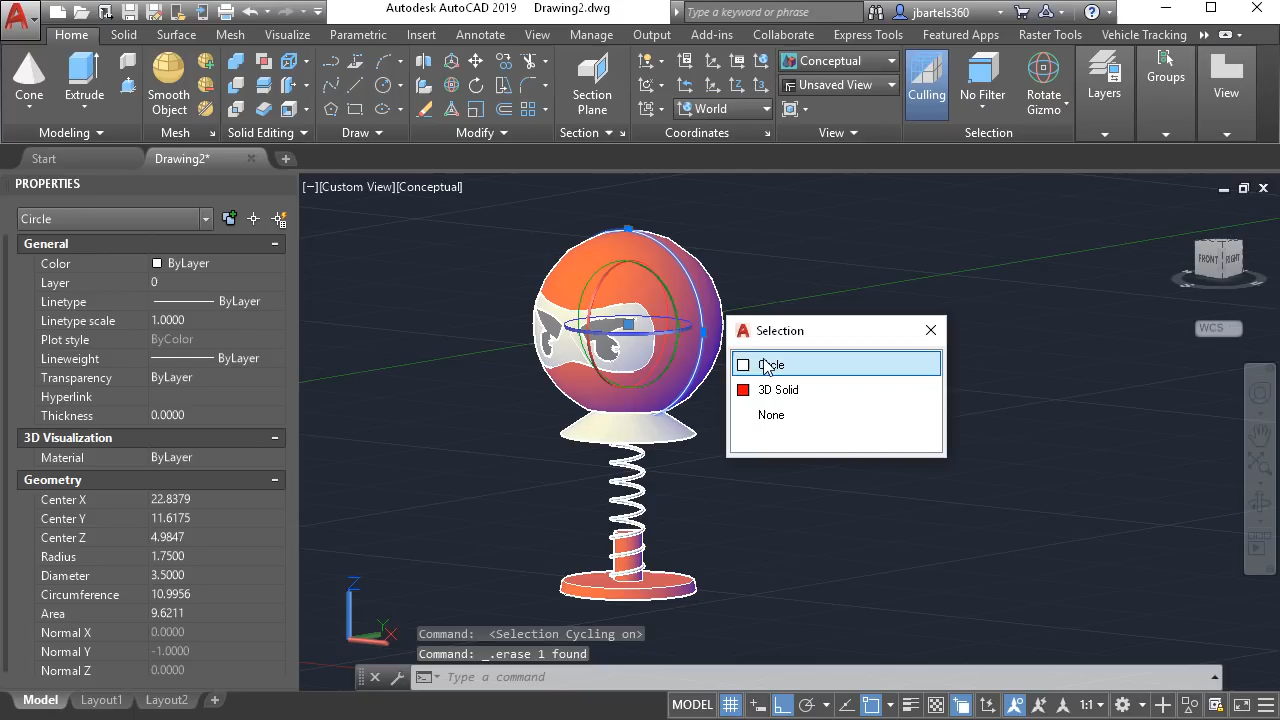 Autodesk AutoCAD 2019 Drawing2.dwg
Type a keyword or phrase
jbartels360
Home Solid Surface Mesh Visualize Parametric Insert Annotate View Manage Output Add-ins Collaborate Express Tools Featured Apps Raster Tools Vehicle Tracking
Cone
Extrude
Smooth Object
Section Plane
World
Conceptual
Unsaved View
Culling
No Filter
Rotate Gizmo
Layers
Groups
View
Modeling Mesh Solid Editing Draw Modify Section Coordinates View Selection
Start Drawing2*
PROPERTIES
[−][Custom View][Conceptual]
Circle
General
Color ByLayer
Layer 0
Linetype ByLayer
Linetype scale 1.0000
Plot style ByColor
Lineweight ByLayer
Transparency ByLayer
Hyperlink
Thickness 0.0000
3D Visualization
Material ByLayer
Geometry
Center X 22.8379
Center Y 11.6175
Center Z 4.9847
Radius 1.7500
Diameter 3.5000
Circumference 10.9956
Area 9.6211
Normal X 0.0000
Normal Y -1.0000
Normal Z 0.0000
FRONT RIGHT
WCS
Selection
Circle
3D Solid
None
Z
Y
X
Command: <Selection Cycling on>
Command: _.erase 1 found
Type a command
Model Layout1 Layout2
MODEL
1:1